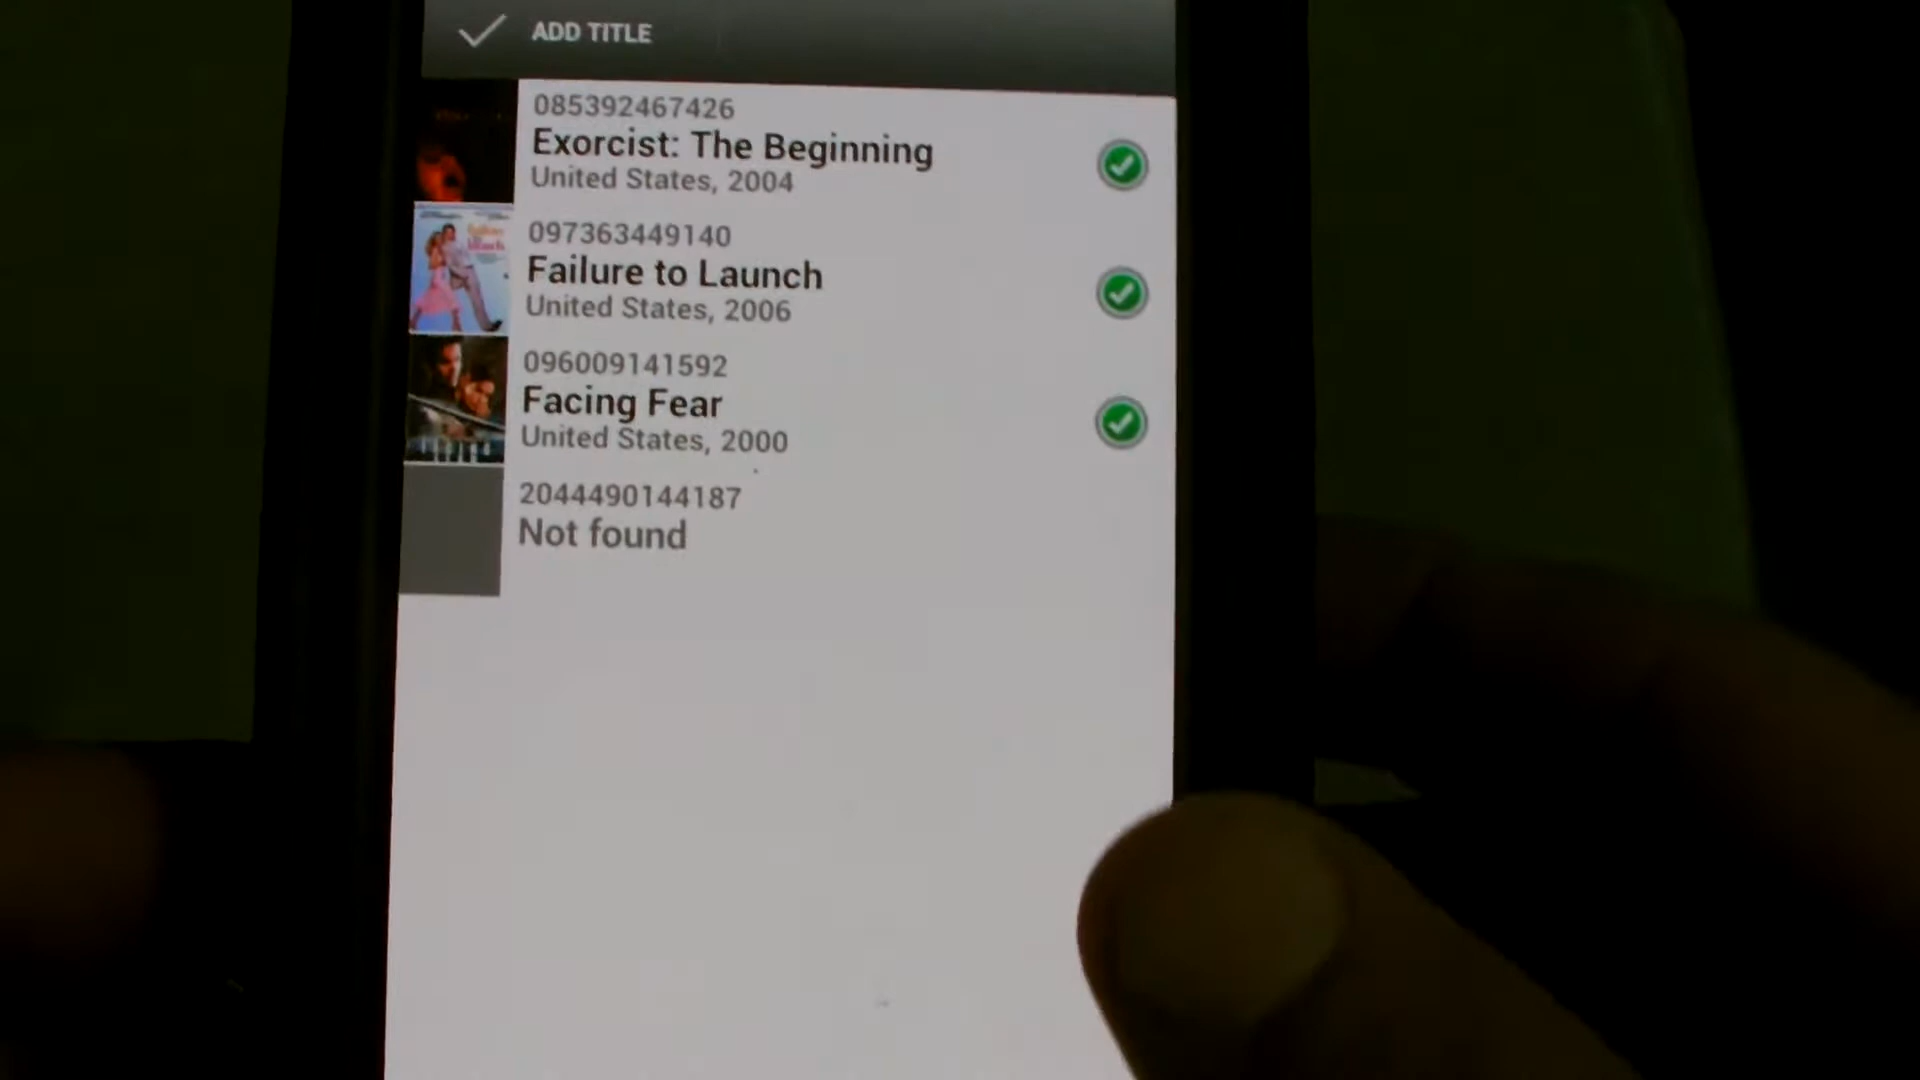 ADD TITLE
085392467426
Exorcist: The Beginning
United States, 2004
097363449140
Failure to Launch
United States, 2006
096009141592
Facing Fear
United States, 2000
2044490144187
Not found